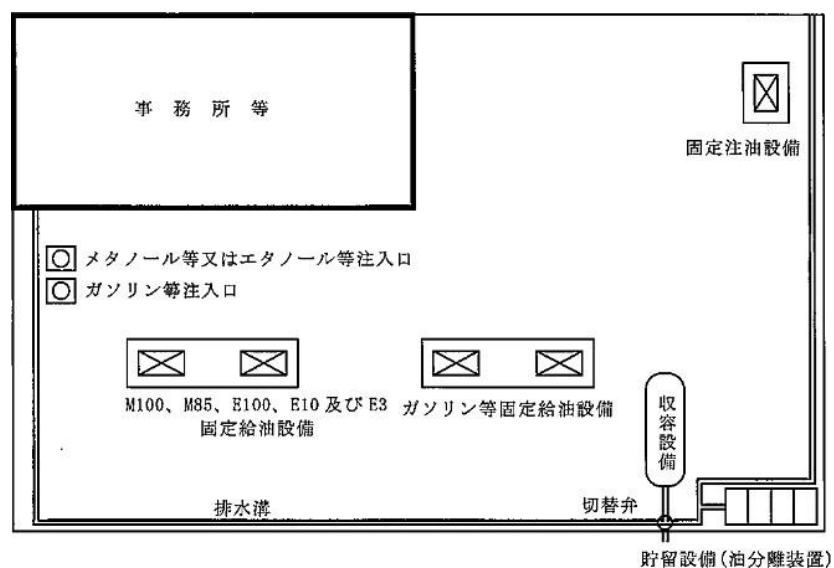 事務所等
固定注油設備
メタノール等又はエタノール等注入口
ガソリン等注入口
M100、M85、E100、E10及びE3
固定給油設備
ガソリン等固定給油設備
収容設備
排水溝
切替弁
貯留設備(油分離装置)